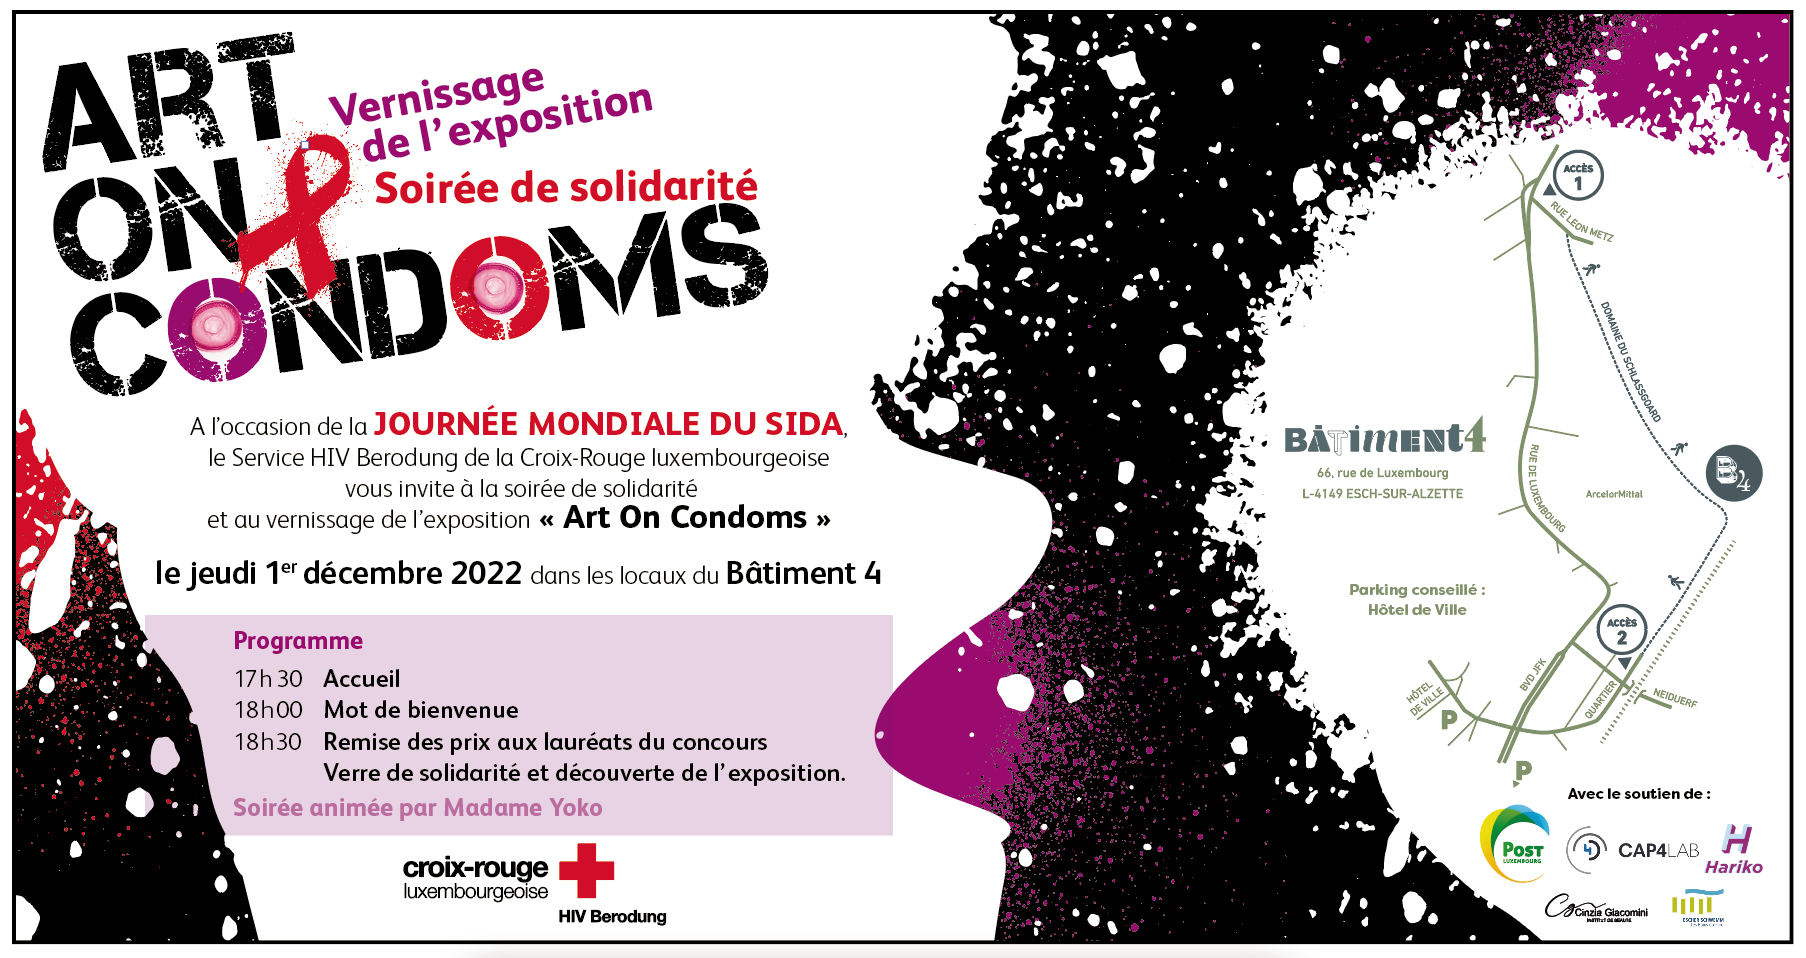 ART
ON
CONDOMS
Vernissage
de l'exposition
Soirée de solidarité
A l'occasion de la JOURNÉE MONDIALE DU SIDA,
le Service HIV Berodung de la Croix-Rouge luxembourgeoise
vous invite à la soirée de solidarité
et au vernissage de l'exposition « Art On Condoms »
le jeudi 1er décembre 2022 dans les locaux du Bâtiment 4
Programme
17h30 Accueil
18h00 Mot de bienvenue
18h30 Remise des prix aux lauréats du concours
Verre de solidarité et découverte de l'exposition.
Soirée animée par Madame Yoko
croix-rouge
luxembourgeoise
HIV Berodung
ACCÈS
1
RUE LEON METZ
DOMAINE DU SCHLASSGOARD
BÂTIMENT4
66, rue de Luxembourg
L-4149 ESCH-SUR-ALZETTE
RUE DE LUXEMBOURG
ArcelorMittal
B4
Parking conseillé :
Hôtel de Ville
ACCÈS
2
BVD JFK
HÔTEL
DE VILLE
P
QUARTIER
NEIDUERF
P
Avec le soutien de :
POST
LUXEMBOURG
CAP4LAB
H
Hariko
Cinzia Giacomini
INSTITUT DE BEAUTÉ
ESCHER SCHWEMM